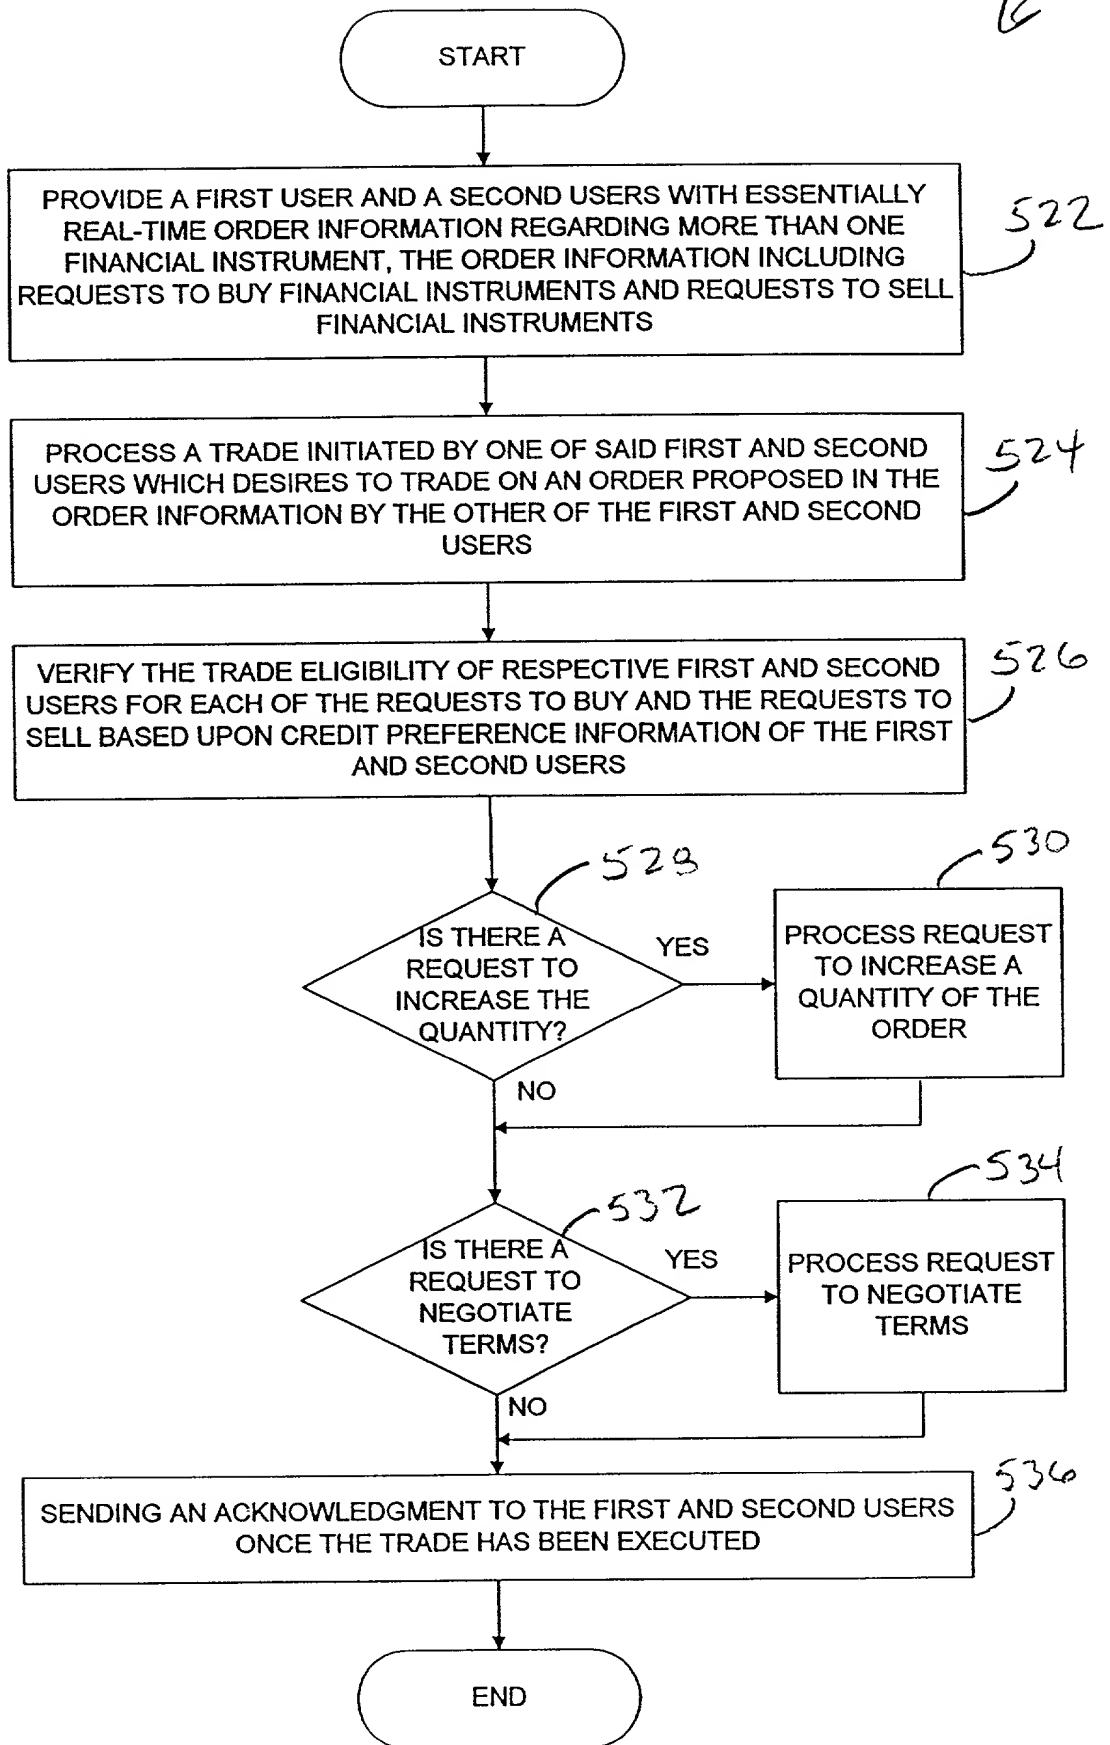 START
PROVIDE A FIRST USER AND A SECOND USERS WITH ESSENTIALLY
REAL-TIME ORDER INFORMATION REGARDING MORE THAN ONE
FINANCIAL INSTRUMENT, THE ORDER INFORMATION INCLUDING
REQUESTS TO BUY FINANCIAL INSTRUMENTS AND REQUESTS TO SELL
FINANCIAL INSTRUMENTS
522
PROCESS A TRADE INITIATED BY ONE OF SAID FIRST AND SECOND
USERS WHICH DESIRES TO TRADE ON AN ORDER PROPOSED IN THE
ORDER INFORMATION BY THE OTHER OF THE FIRST AND SECOND
USERS
524
VERIFY THE TRADE ELIGIBILITY OF RESPECTIVE FIRST AND SECOND
USERS FOR EACH OF THE REQUESTS TO BUY AND THE REQUESTS TO
SELL BASED UPON CREDIT PREFERENCE INFORMATION OF THE FIRST
AND SECOND USERS
526
528
IS THERE A
REQUEST TO
INCREASE THE
QUANTITY?
YES
NO
530
PROCESS REQUEST
TO INCREASE A
QUANTITY OF THE
ORDER
532
IS THERE A
REQUEST TO
NEGOTIATE
TERMS?
YES
NO
534
PROCESS REQUEST
TO NEGOTIATE
TERMS
SENDING AN ACKNOWLEDGMENT TO THE FIRST AND SECOND USERS
ONCE THE TRADE HAS BEEN EXECUTED
536
END